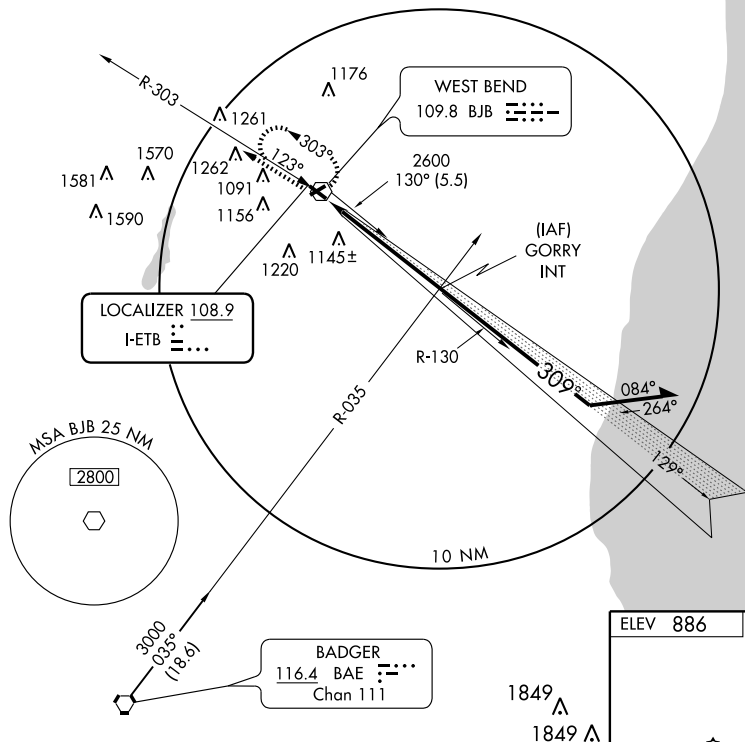 1176
WEST BEND
109.8 BJB
R-303
1261
303°
123°
1262
1570
1581
1091
1590
1156
2600
130° (5.5)
(IAF)
GORRY
INT
1220
1145±
LOCALIZER 108.9
I-ETB
R-130
309°
084°
264°
R-035
129°
MSA BJB 25 NM
2800
10 NM
3000
035°
(18.6)
BADGER
116.4 BAE
Chan 111
ELEV 886
1849
1849